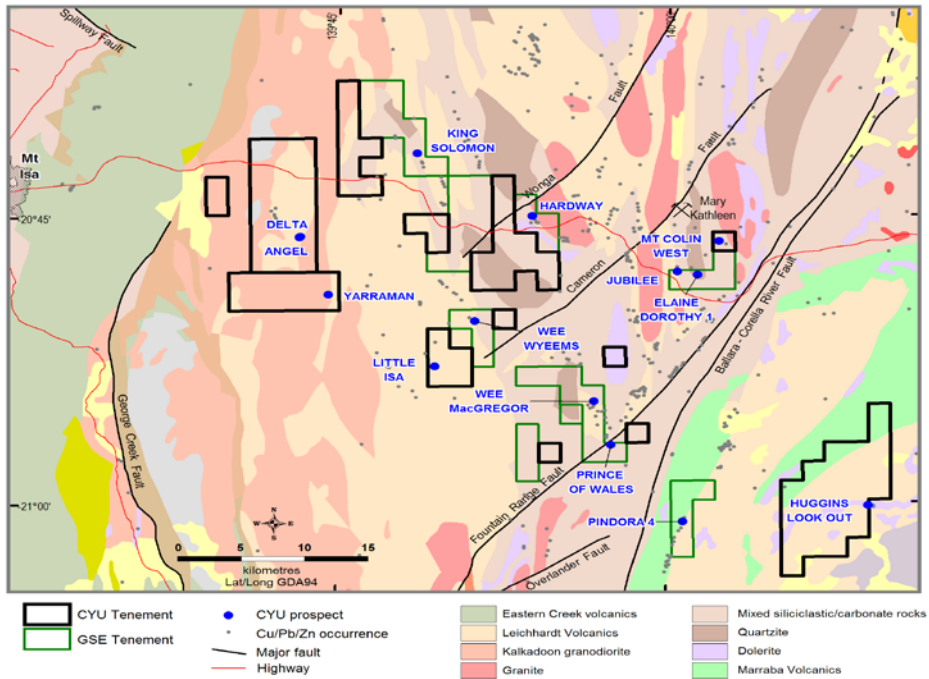 Spillway Fault
139°45'
140°00'
Mt
Isa
KING
SOLOMON
Wonga
Fault
Fault
HARDWAY
Mary
Kathleen
-20°45'
DELTA
ANGEL
MT COLIN
WEST
Cameron
JUBILEE
ELAINE
DOROTHY 1
YARRAMAN
WEE
WYEEMS
LITTLE
ISA
WEE
MacGREGOR
Ballara - Corella River Fault
George Creek Fault
PRINCE
OF WALES
Fountain Range Fault
HUGGINS
LOOK OUT
-21°00'
PINDORA 4
N
W E
S
0 5 10 15
kilometres
Lat/Long GDA94
Overlander Fault
CYU Tenement
GSE Tenement
CYU prospect
Cu/Pb/Zn occurrence
Major fault
Highway
Eastern Creek volcanics
Leichhardt Volcanics
Kalkadoon granodiorite
Granite
Mixed siliciclastic/carbonate rocks
Quartzite
Dolerite
Marraba Volcanics